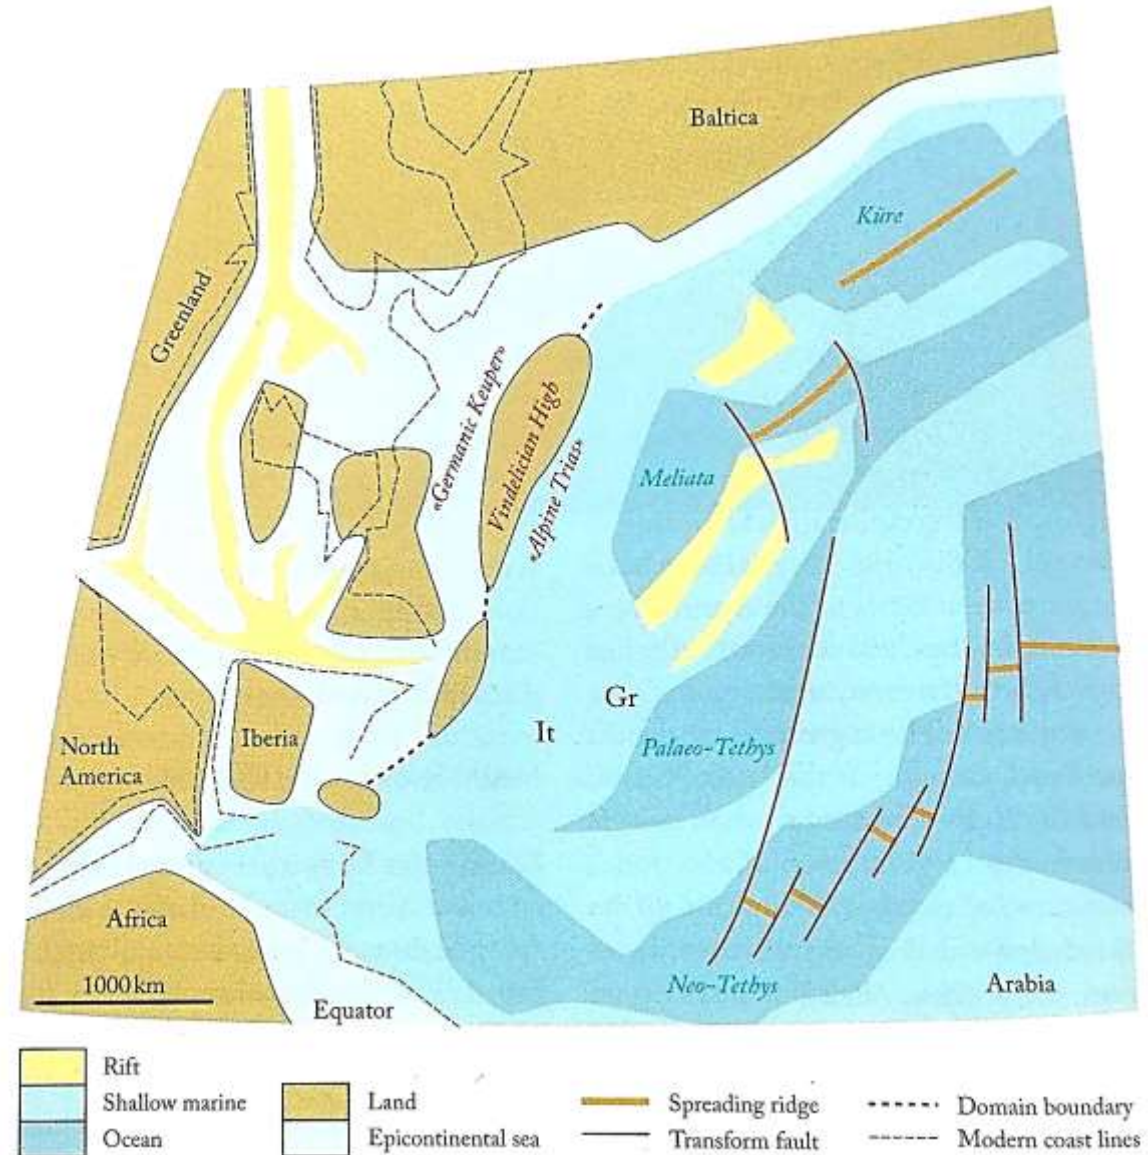 Baltica
Küre
Greenland
«Germanic Keuper»
Vindelician High
«Alpine Trias»
Meliata
Gr
It
Iberia
North
America
Palaeo-Tethys
Africa
1000 km
Neo-Tethys
Arabia
Equator
Rift
Shallow marine
Ocean
Land
Epicontinental sea
Spreading ridge
Transform fault
Domain boundary
Modern coast lines